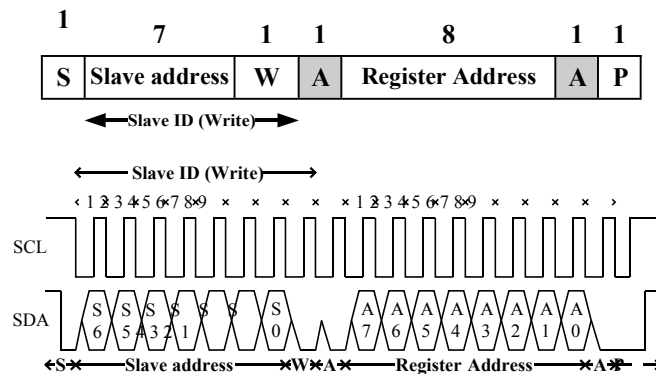 1 7 1 1 8 1 1
S Slave address W A Register Address A P
Slave ID (Write)
Slave ID (Write)
1 2 3 4 5 6 7 8 9 1 2 3 4 5 6 7 8 9
SCL
SDA S S S S S S S A A A A A A A A
6 5 4 3 2 1 0 7 6 5 4 3 2 1 0
S Slave address W A Register Address A P